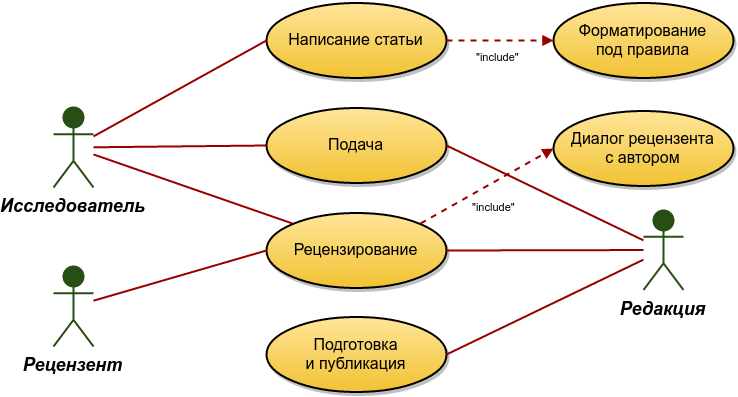 Написание статьи
"include"
Форматирование
под правила
Исследователь
Подача
Диалог рецензента
с автором
"include"
Рецензирование
Редакция
Рецензент
Подготовка
и публикация